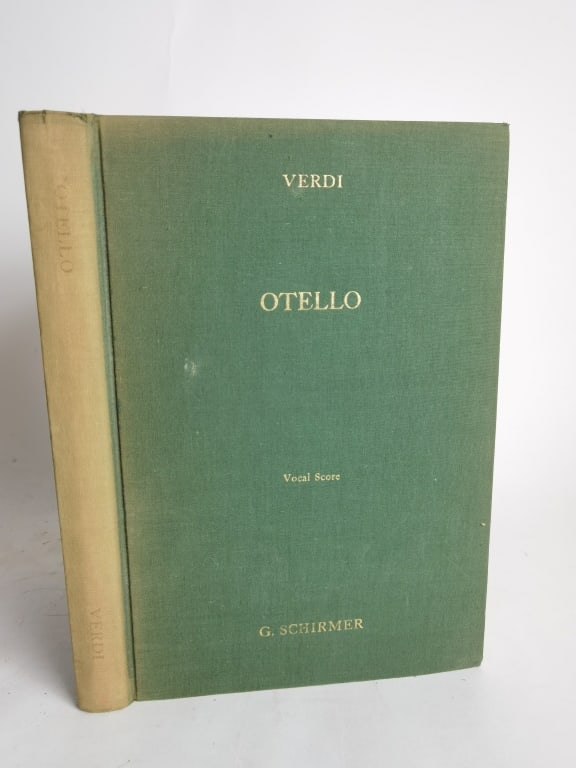 VERDI
OTELLO
Vocal Score
G. SCHIRMER
OTELLO
VERDI